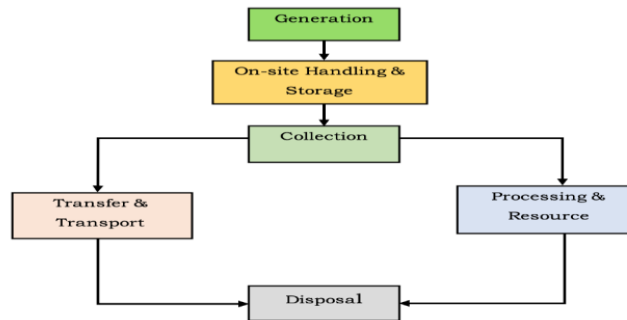 Generation
On-site Handling &
Storage
Collection
Transfer &
Transport
Processing &
Resource
Disposal